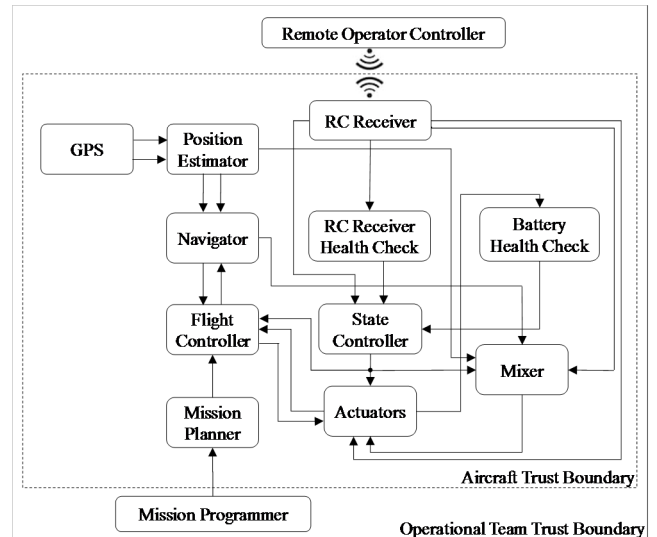 Remote Operator Controller
RC Receiver
GPS
Position
Estimator
RC Receiver
Health Check
Battery
Health Check
Navigator
Flight
Controller
State
Controller
Mixer
Mission
Planner
Actuators
Aircraft Trust Boundary
Mission Programmer
Operational Team Trust Boundary